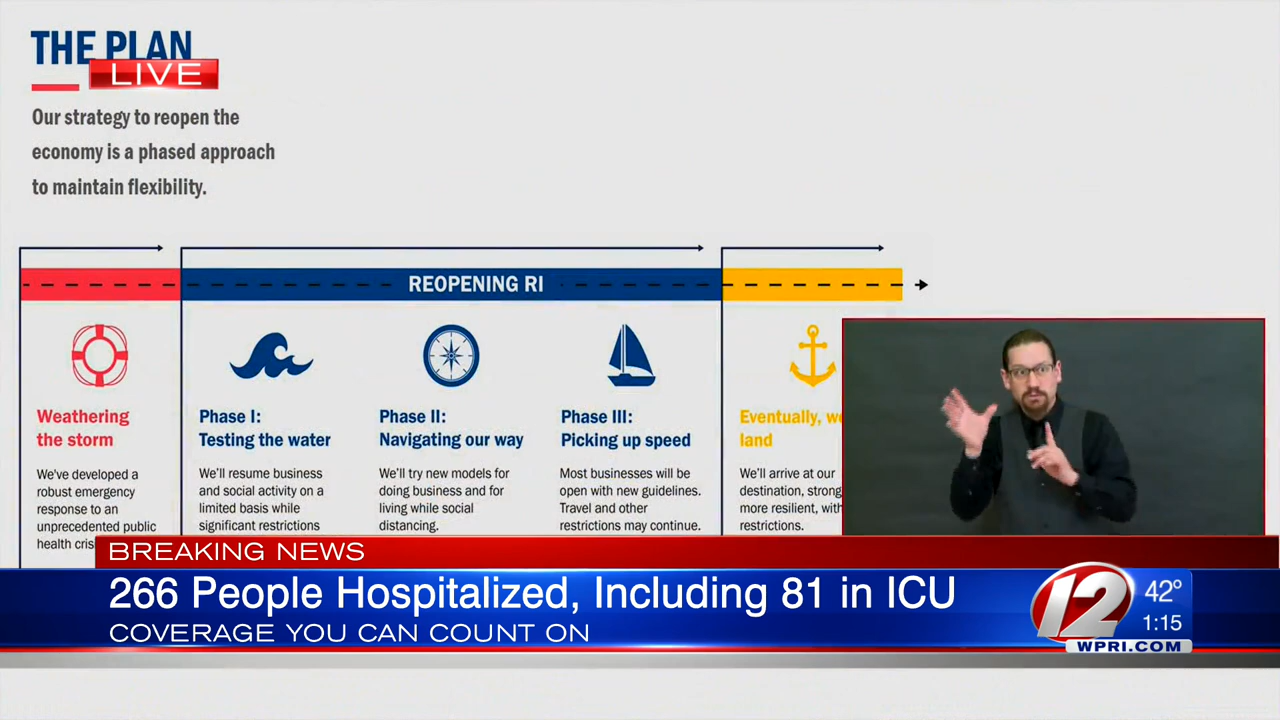 THE PLAN
LIVE
Our strategy to reopen the
economy is a phased approach
to maintain flexibility.
REOPENING RI
Weathering
the storm
We've developed a
robust emergency
response to an
unprecedented public
health
Phase I:
Testing the water
We'll resume business
and social activity on a
limited basis while
significant restrictions
Phase II:
Navigating our way
We'll try new models for
doing business and for
living while social
distancing.
Phase III:
Picking up speed
Most businesses will be
open with new guidelines.
Travel and other
restrictions may continue.
Eventually,
land
We'll arrive at our
destination,
more resilient,
restrictions.
BREAKING NEWS
266 People Hospitalized, Including 81 in ICU
COVERAGE YOU CAN COUNT ON
12
42°
1:15
WPRI.COM